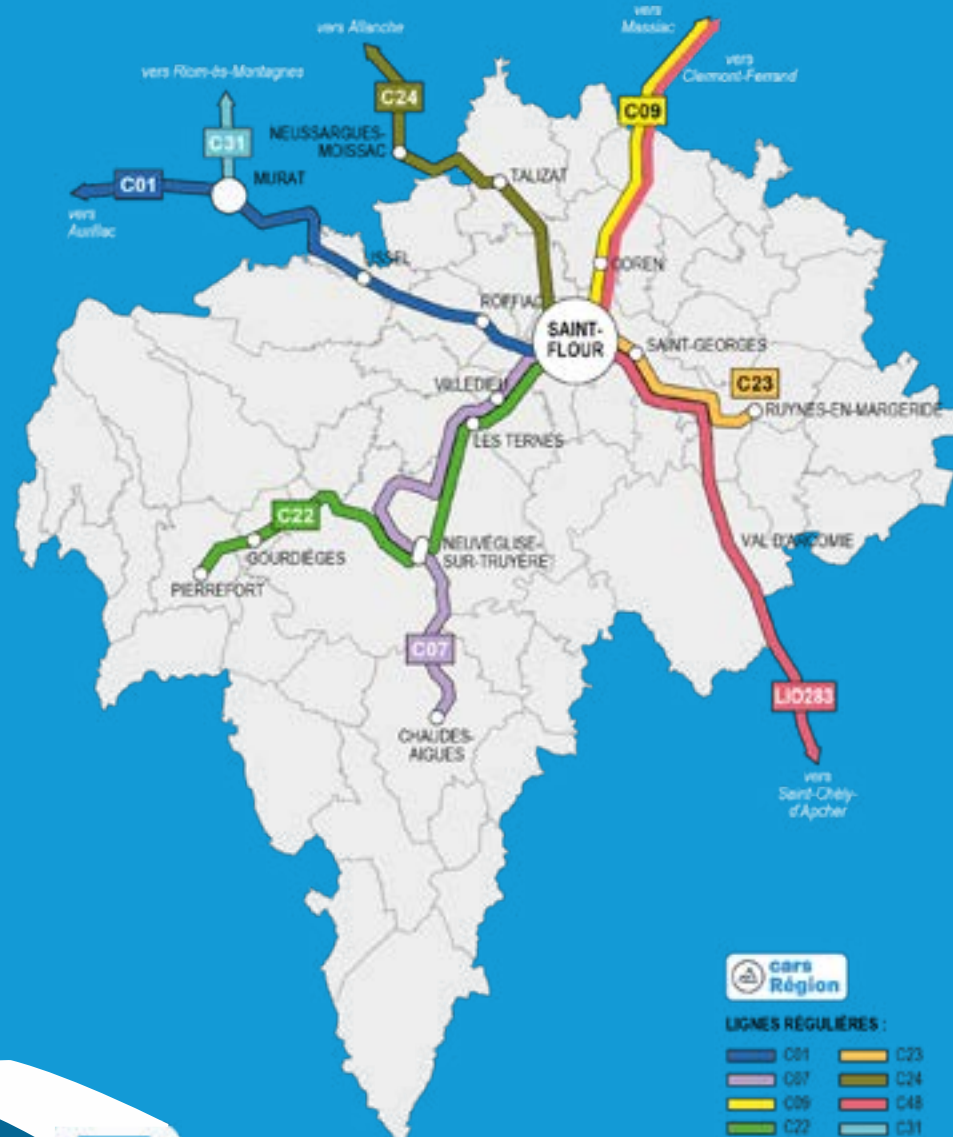 vers
Massiac
vers Allanche
vers
Clermont-Ferrand
vers Riom-ès-Montagnes
C24
C09
NEUSSARGUES-
MOISSAC
C31
TALIZAT
C01
MURAT
vers
Aurillac
USSEL
COREN
ROFFIAC
SAINT-
FLOUR
SAINT-GEORGES
C23
VILLEDIEU
RUYNES-EN-MARGERIDE
LES TERNES
C22
GOURDIÈGES
NEUVÉGLISE-
SUR-TRUYÈRE
VAL D'ARCOMIE
PIERREFORT
C07
LIO283
CHAUDES-
AIGUES
vers
Saint-Chély-
d'Apcher
cars
Région
LIGNES RÉGULIÈRES :
C01
C23
C07
C24
C09
C48
C22
C31